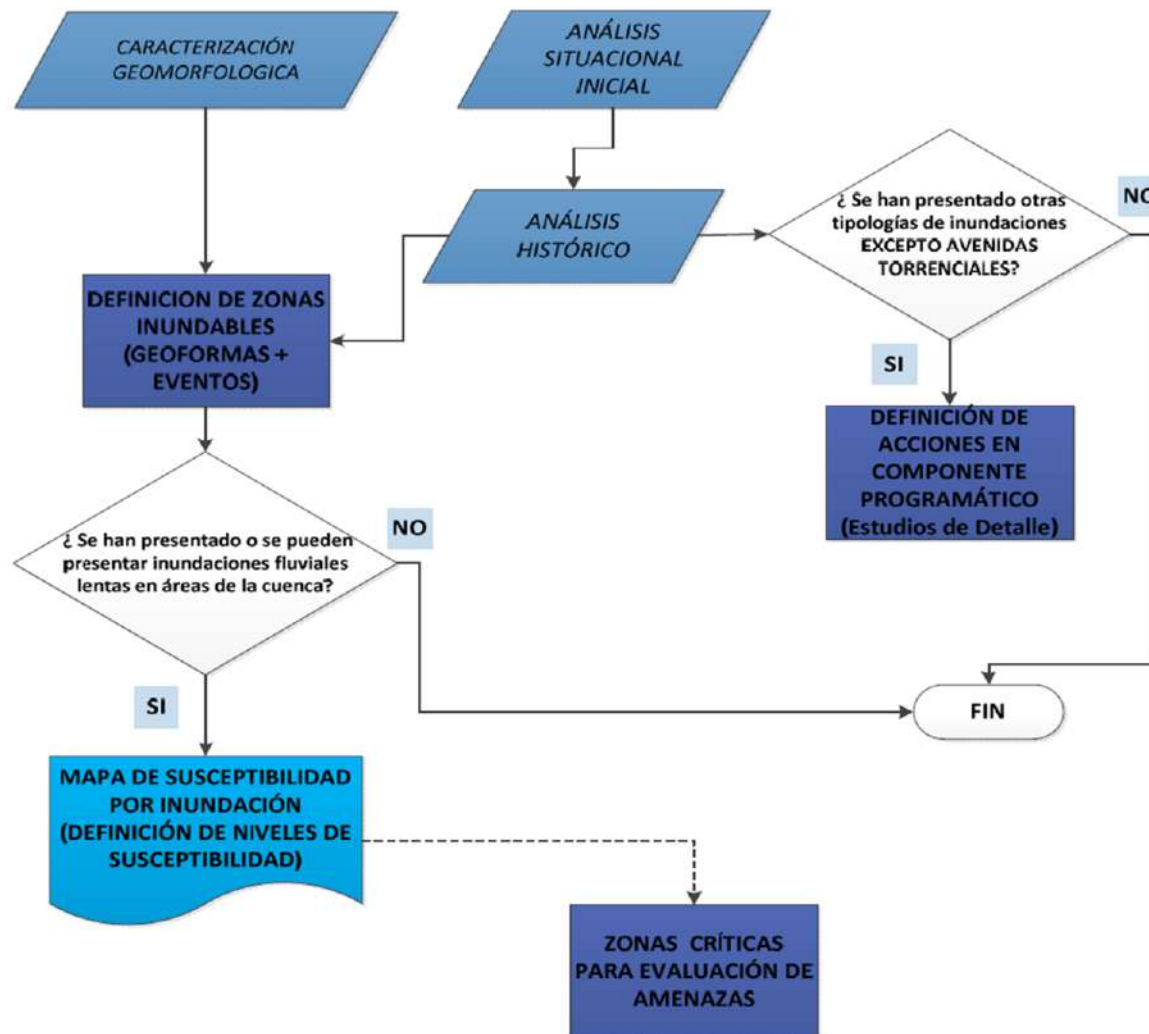 CARACTERIZACIÓN
GEOMORFOLOGICA
ANÁLISIS
SITUACIONAL
INICIAL
ANÁLISIS
HISTÓRICO
¿ Se han presentado otras
tipologías de inundaciones
EXCEPTO AVENIDAS
TORRENCIALES?
NO
DEFINICION DE ZONAS
INUNDABLES
(GEOFORMAS +
EVENTOS)
SI
DEFINICIÓN DE
ACCIONES EN
COMPONENTE
PROGRAMÁTICO
(Estudios de Detalle)
¿ Se han presentado o se pueden
presentar inundaciones fluviales
lentas en áreas de la cuenca?
NO
SI
FIN
MAPA DE SUSCEPTIBILIDAD
POR INUNDACIÓN
(DEFINICIÓN DE NIVELES DE
SUSCEPTIBILIDAD)
ZONAS CRÍTICAS
PARA EVALUACIÓN DE
AMENAZAS